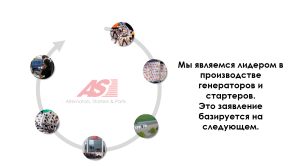 AS
Alternators, Starters & Parts
Мы являемся лидером в
производстве
генераторов и
стартеров.
Это заявление
базируется на
следующем.